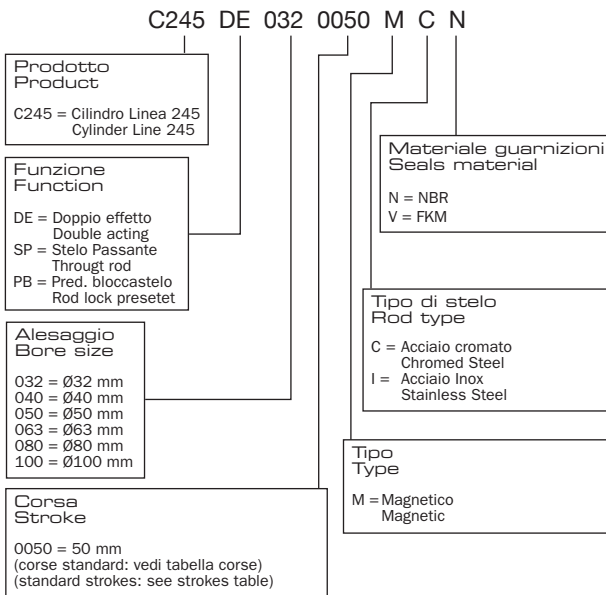 C245 DE 032 0050 M C N
Prodotto
Product
C245 = Cilindro Linea 245
Cylinder Line 245
Funzione
Function
DE = Doppio effetto
Double acting
SP = Stelo Passante
Througt rod
PB = Pred. bloccastelo
Rod lock presetet
Alesaggio
Bore size
032 = Ø32 mm
040 = Ø40 mm
050 = Ø50 mm
063 = Ø63 mm
080 = Ø80 mm
100 = Ø100 mm
Corsa
Stroke
0050 = 50 mm
(corse standard: vedi tabella corse)
(standard strokes: see strokes table)
Materiale guarnizioni
Seals material
N = NBR
V = FKM
Tipo di stelo
Rod type
C = Acciaio cromato
Chromed Steel
I = Acciaio Inox
Stainless Steel
Tipo
Type
M = Magnetico
Magnetic